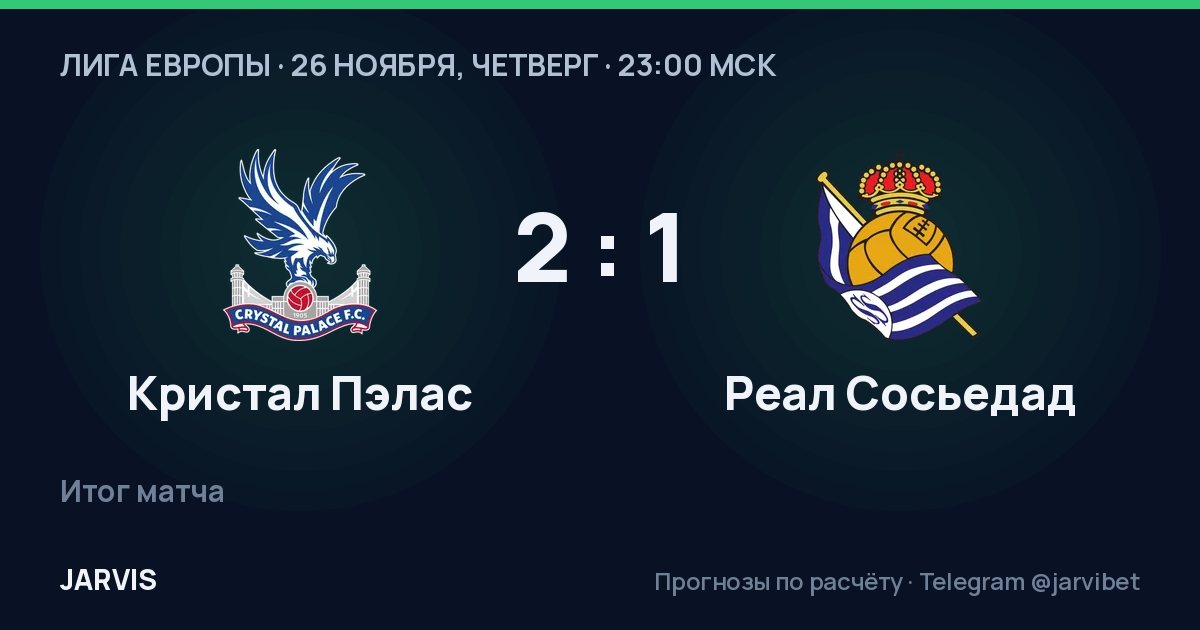 ЛИГА ЕВРОПЫ · 26 НОЯБРЯ, ЧЕТВЕРГ · 23:00 МСК
2 : 1
1905
CRYSTAL PALACE F.C.
Кристал Пэлас
Реал Сосьедад
Итог матча
JARVIS
Прогнозы по расчёту · Telegram @jarvibet